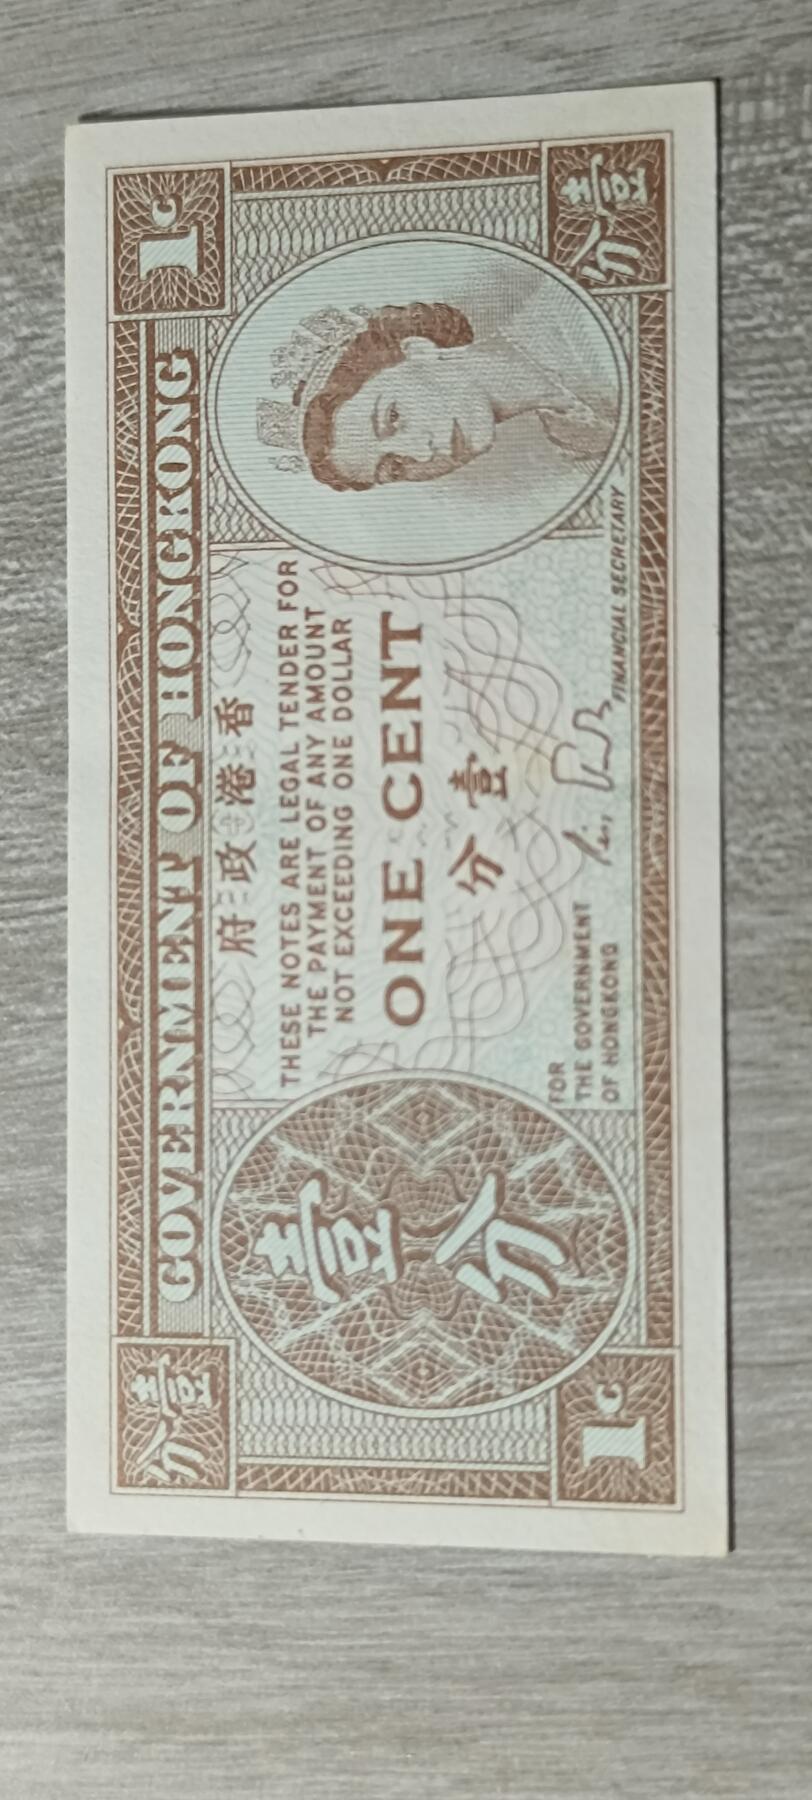 壹分
GOVERNMENT OF HONGKONG
1C
府政港香
THESE NOTES ARE LEGAL TENDER FOR
THE PAYMENT OF ANY AMOUNT
NOT EXCEEDING ONE DOLLAR
ONE CENT
分壹
壹分
FOR
THE GOVERNMENT
OF HONGKONG
FINANCIAL SECRETARY
1C
壹分